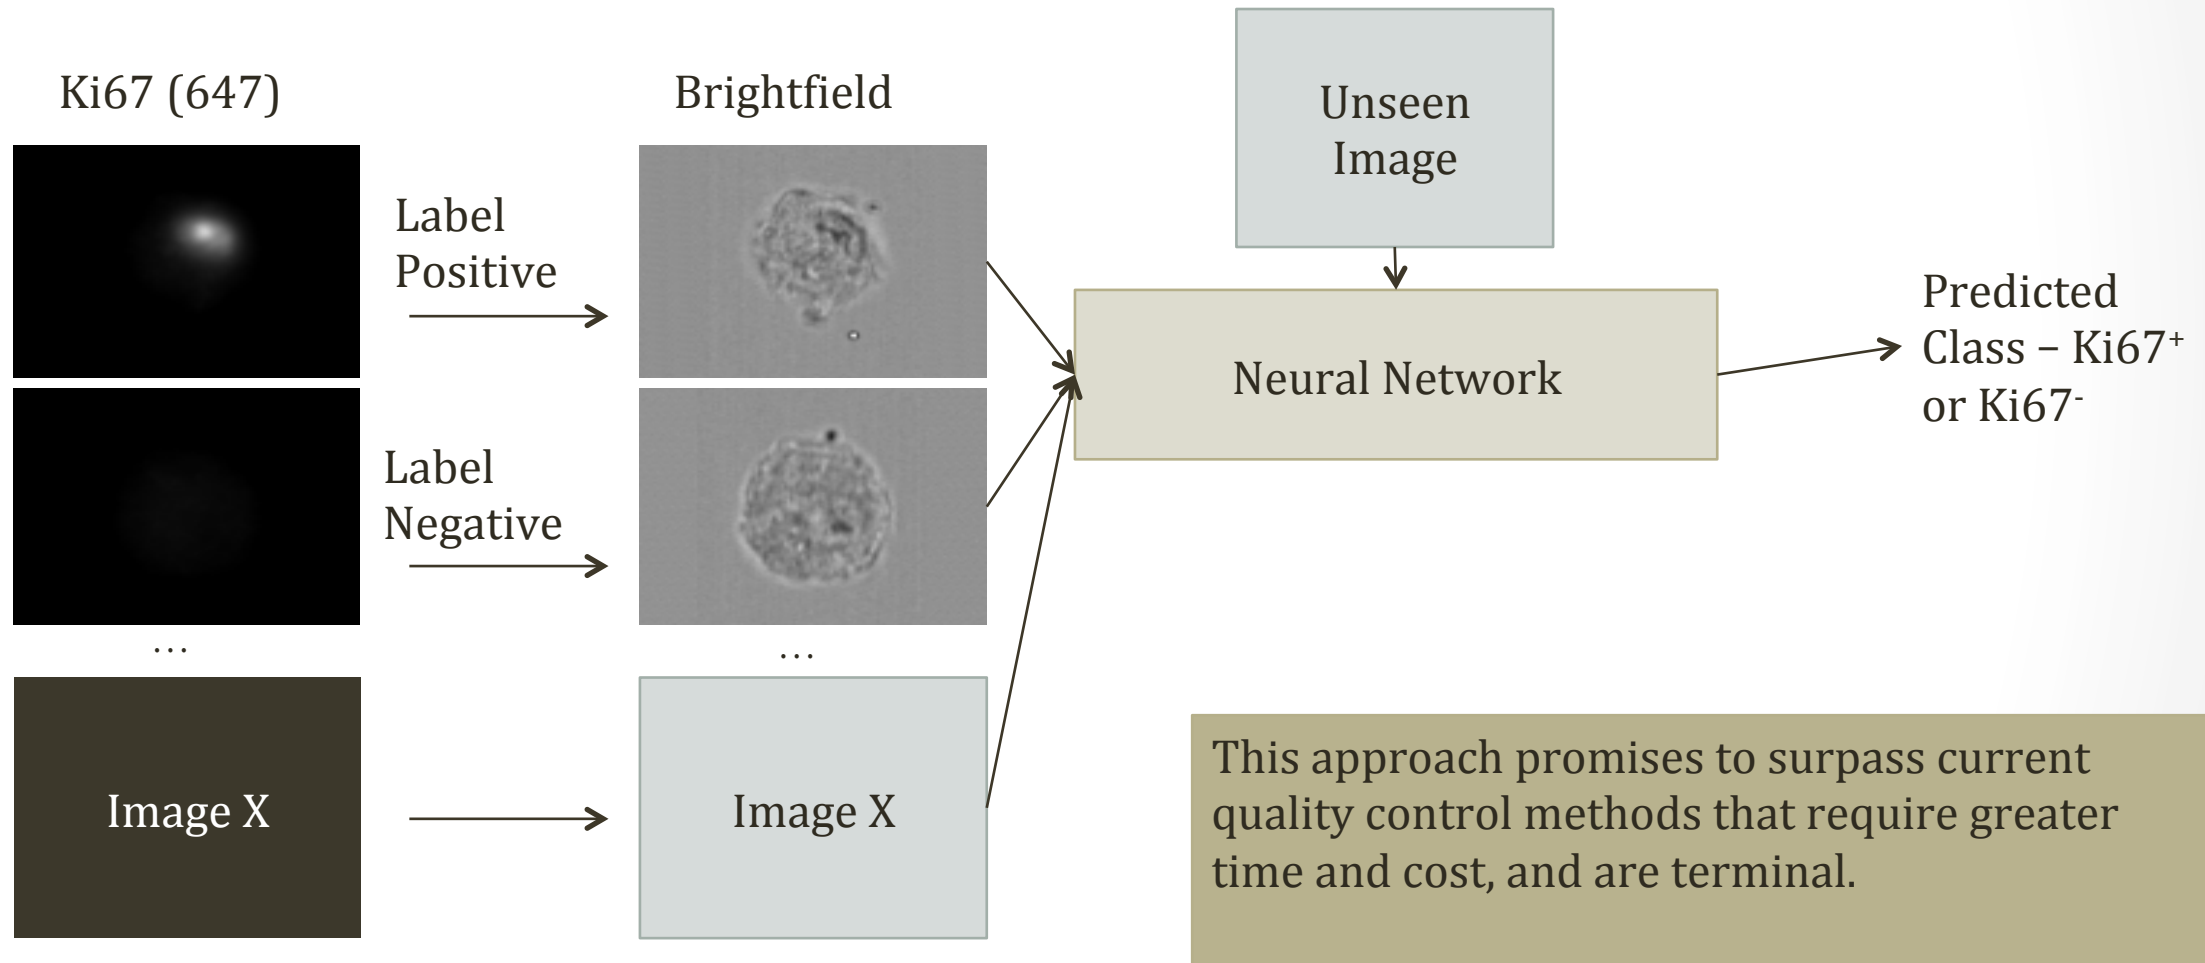 Ki67 (647)
Brightfield
Unseen
Image
Label
Positive
Label
Negative
Neural Network
Predicted
Class – Ki67⁺
or Ki67⁻
…
…
Image X
Image X
This approach promises to surpass current
quality control methods that require greater
time and cost, and are terminal.